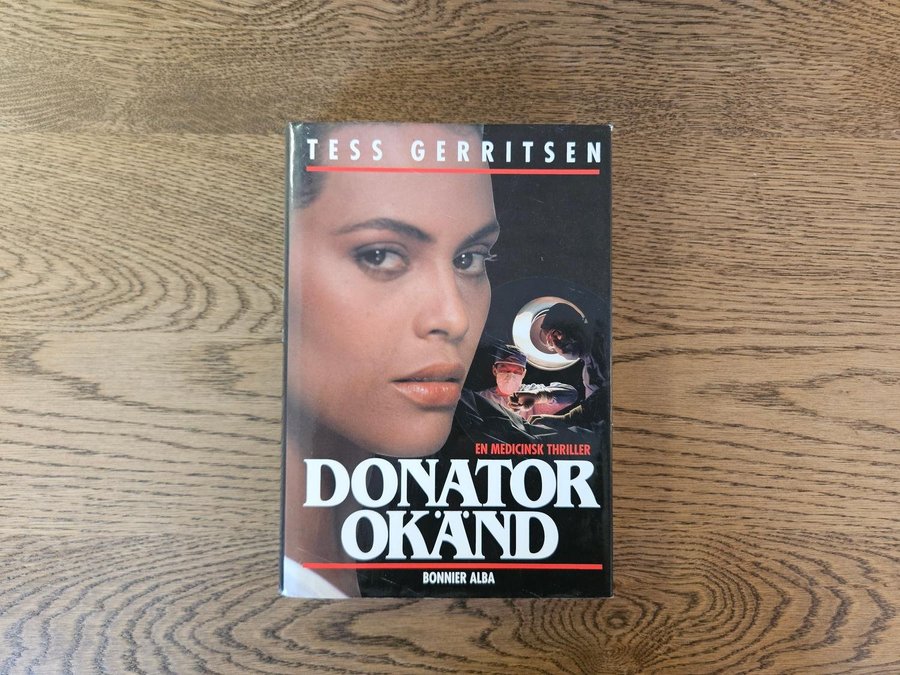 TESS GERRITSEN
EN MEDICINSK THRILLER
DONATOR
OKÄND
BONNIER ALBA